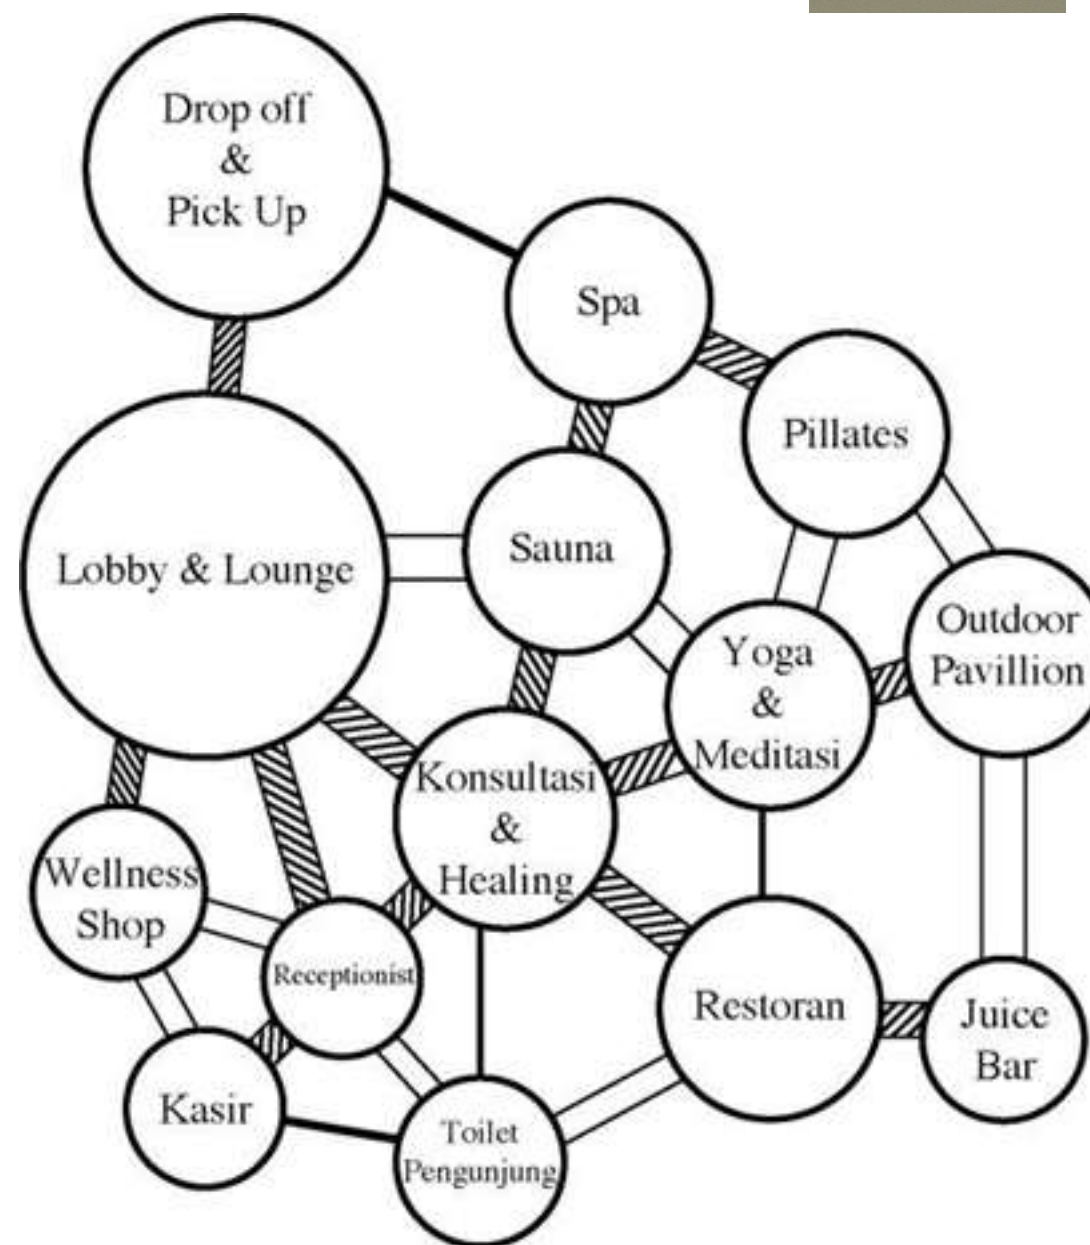 Drop off
&
Pick Up
Spa
Pillates
Sauna
Lobby & Lounge
Outdoor
Pavillion
Yoga
&
Meditasi
Konsultasi
&
Healing
Wellness
Shop
Receptionist
Restoran
Juice
Bar
Kasir
Toilet
Pengunjung